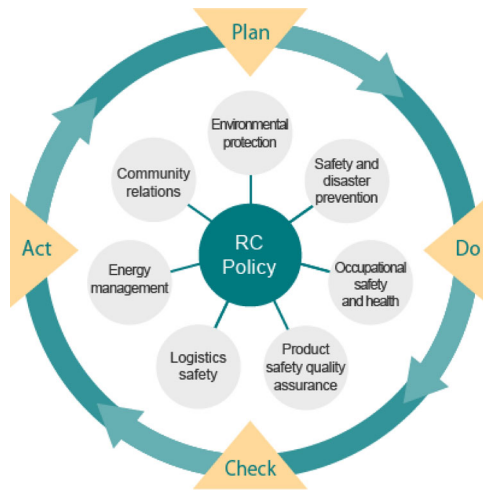 Plan
Environmental
protection
Community
relations
Safety and
disaster
prevention
Act
RC
Policy
Do
Energy
management
Occupational
safety
and health
Logistics
safety
Product
safety quality
assurance
Check